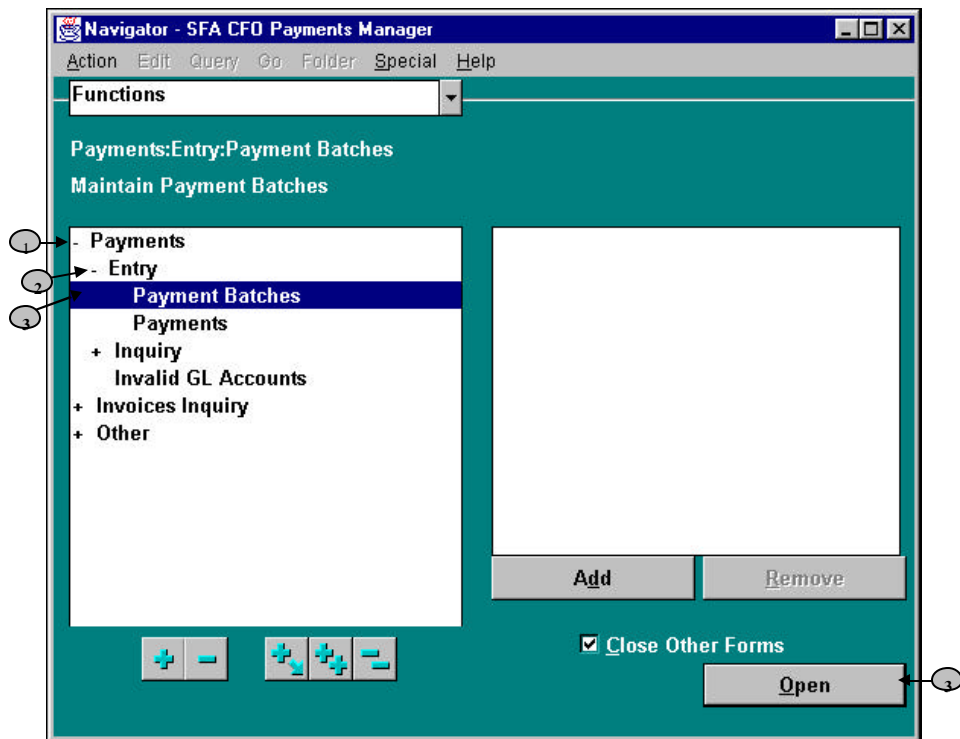 Navigator - SFA CFO Payments Manager
Action Edit Query Go Folder Special Help
Functions
Payments:Entry:Payment Batches
Maintain Payment Batches
1 - Payments
2 - Entry
3 Payment Batches
Payments
+ Inquiry
Invalid GL Accounts
+ Invoices Inquiry
+ Other
Add Remove
Close Other Forms
Open 3